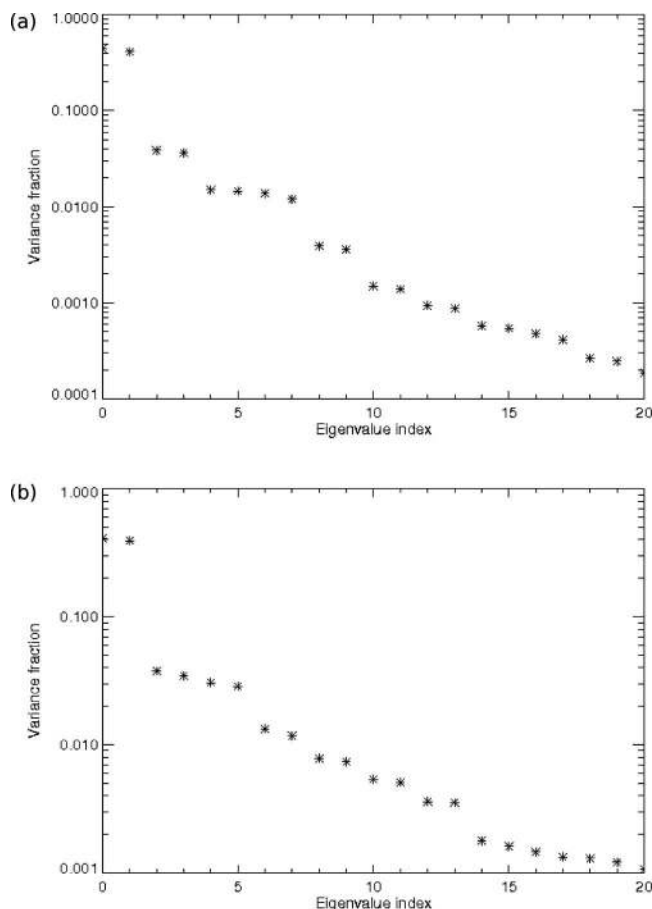 (a)
1.0000
0.1000
0.0100
0.0010
0.0001
Variance fraction
0 5 10 15 20
Eigenvalue index
(b)
1.000
0.100
0.010
0.001
Variance fraction
0 5 10 15 20
Eigenvalue index